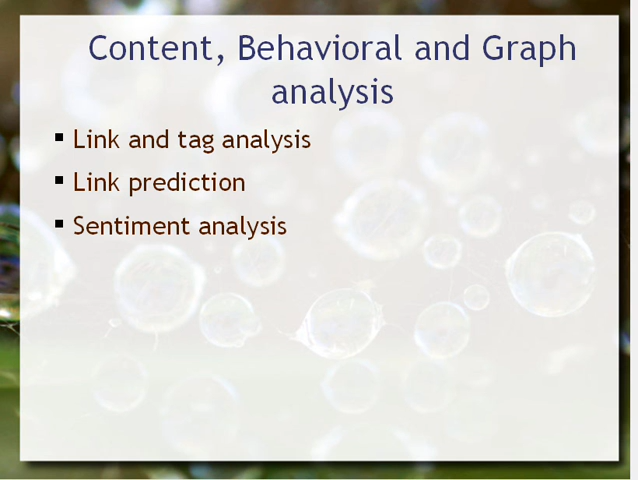 Content, Behavioral and Graph
analysis
▪ Link and tag analysis
▪ Link prediction
▪ Sentiment analysis